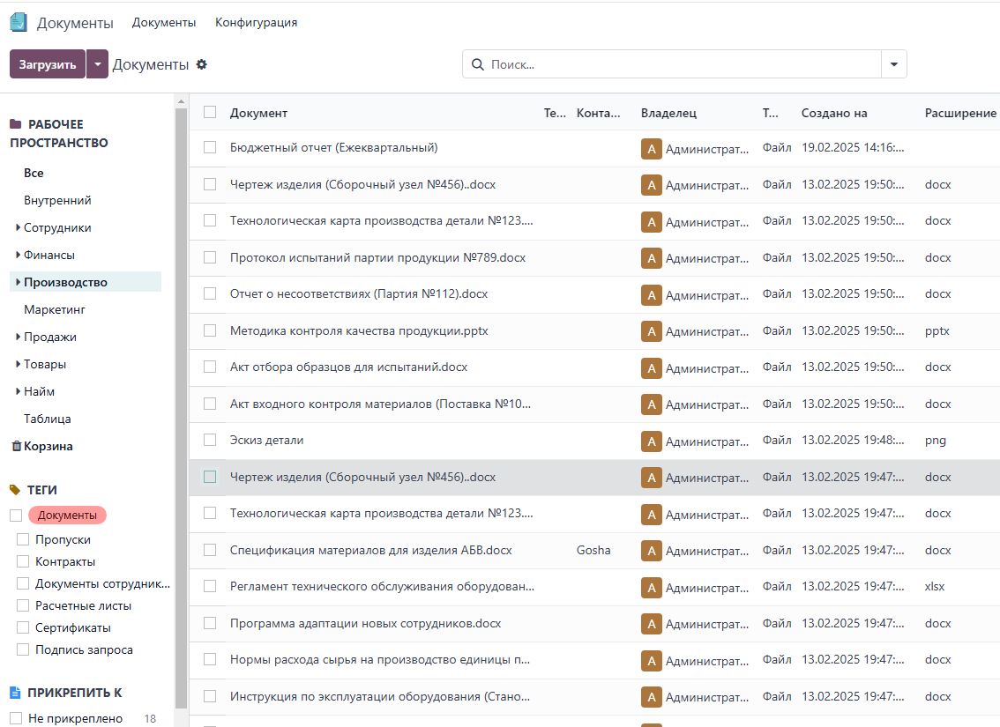 Документы Документы Конфигурация
Загрузить Документы Поиск...
РАБОЧЕЕ ПРОСТРАНСТВО
Все
Внутренний
Сотрудники
Финансы
Производство
Маркетинг
Продажи
Товары
Найм
Таблица
Корзина
ТЕГИ
Документы
Пропуски
Контракты
Документы сотрудник...
Расчетные листы
Сертификаты
Подпись запроса
ПРИКРЕПИТЬ К
Не прикреплено 18
Документ Те... Конта... Владелец Т... Создано на Расширение
Бюджетный отчет (Ежеквартальный) А Администрат... Файл 19.02.2025 14:16:...
Чертеж изделия (Сборочный узел №456)..docx А Администрат... Файл 13.02.2025 19:50:... docx
Технологическая карта производства детали №123.... А Администрат... Файл 13.02.2025 19:50:... docx
Протокол испытаний партии продукции №789.docx А Администрат... Файл 13.02.2025 19:50:... docx
Отчет о несоответствиях (Партия №112).docx А Администрат... Файл 13.02.2025 19:50:... docx
Методика контроля качества продукции.pptx А Администрат... Файл 13.02.2025 19:50:... pptx
Акт отбора образцов для испытаний.docx А Администрат... Файл 13.02.2025 19:50:... docx
Акт входного контроля материалов (Поставка №10... А Администрат... Файл 13.02.2025 19:50:... docx
Эскиз детали А Администрат... Файл 13.02.2025 19:48:... png
Чертеж изделия (Сборочный узел №456)..docx А Администрат... Файл 13.02.2025 19:47:... docx
Технологическая карта производства детали №123.... А Администрат... Файл 13.02.2025 19:47:... docx
Спецификация материалов для изделия АБВ.docx Gosha А Администрат... Файл 13.02.2025 19:47:... docx
Регламент технического обслуживания оборудован... А Администрат... Файл 13.02.2025 19:47:... xlsx
Программа адаптации новых сотрудников.docx А Администрат... Файл 13.02.2025 19:47:... docx
Нормы расхода сырья на производство единицы п... А Администрат... Файл 13.02.2025 19:47:... docx
Инструкция по эксплуатации оборудования (Стано... А Администрат... Файл 13.02.2025 19:47:... docx